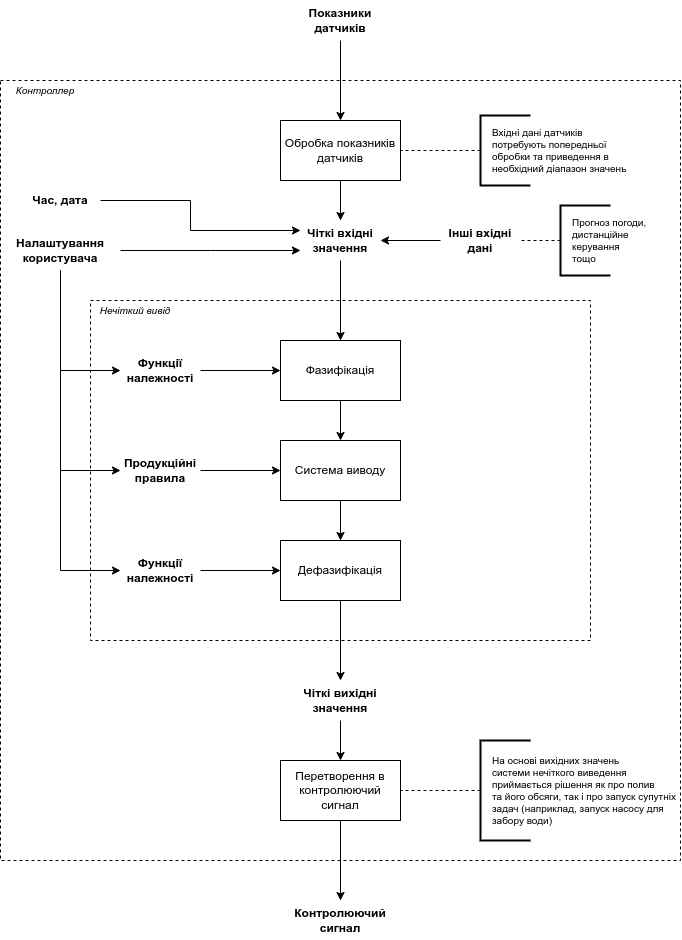 Показники
датчиків
Контроллер
Обробка показників
датчиків
Вхідні дані датчиків
потребують попередньої
обробки та приведення в
необхідний діапазон значень
Час, дата
Налаштування
користувача
Чіткі вхідні
значення
Інші вхідні
дані
Прогноз погоди,
дистанційне
керування
тощо
Нечіткий вивід
Функції
належності
Фазифікація
Продукційні
правила
Система виводу
Функції
належності
Дефазифікація
Чіткі вихідні
значення
Перетворення в
контролюючий
сигнал
На основі вихідних значень
системи нечіткого виведення
приймається рішення як про полив
та його обсяги, так і про запуск супутніх
задач (наприклад, запуск насосу для
забору води)
Контролюючий
сигнал